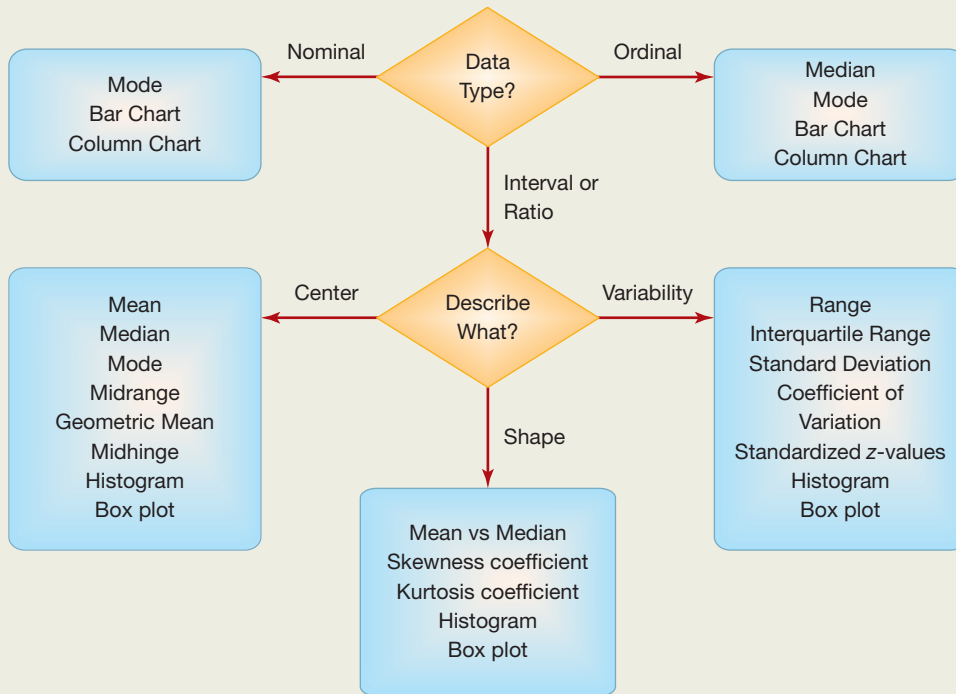 Nominal
Data
Type?
Ordinal
Mode
Bar Chart
Column Chart
Median
Mode
Bar Chart
Column Chart
Interval or
Ratio
Center
Describe
What?
Variability
Mean
Median
Mode
Midrange
Geometric Mean
Midhinge
Histogram
Box plot
Range
Interquartile Range
Standard Deviation
Coefficient of
Variation
Standardized z-values
Histogram
Box plot
Shape
Mean vs Median
Skewness coefficient
Kurtosis coefficient
Histogram
Box plot